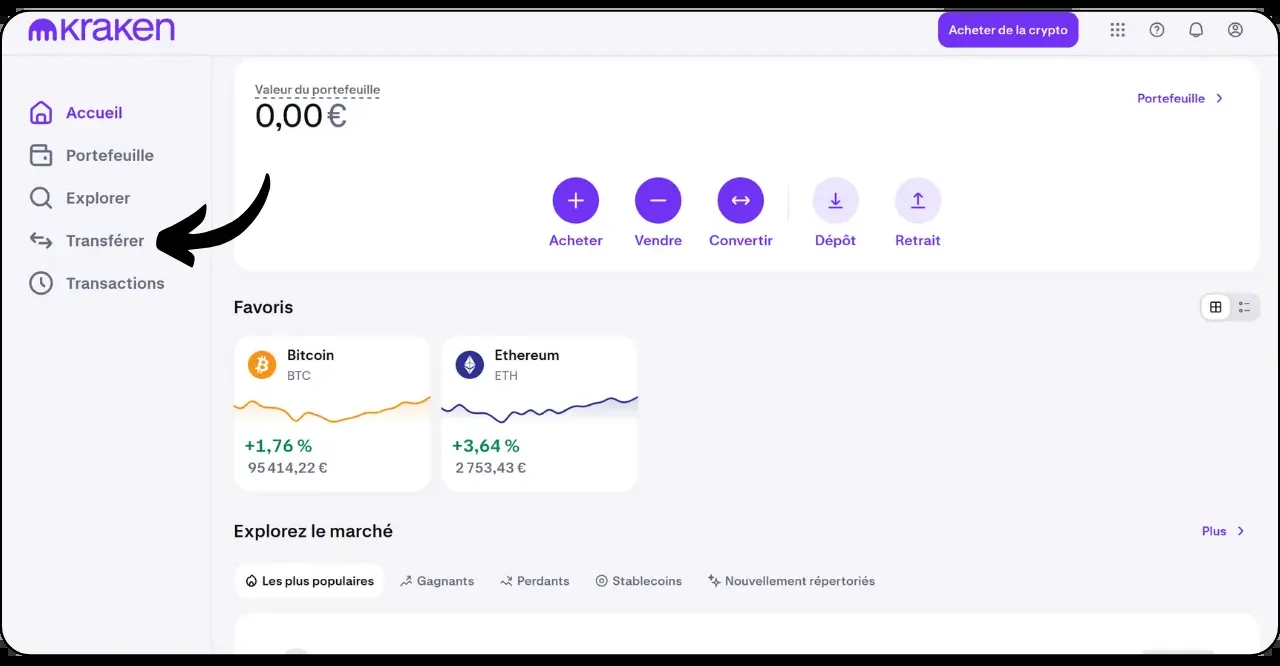 kraken
Acheter de la crypto
Accueil
Portefeuille
Explorer
Transférer
Transactions
Valeur du portefeuille
0,00 €
Portefeuille
Acheter
Vendre
Convertir
Dépôt
Retrait
Favoris
Bitcoin
BTC
+1,76 %
95 414,22 €
Ethereum
ETH
+3,64 %
2 753,43 €
Explorez le marché
Plus
Les plus populaires
Gagnants
Perdants
Stablecoins
Nouvellement répertoriés